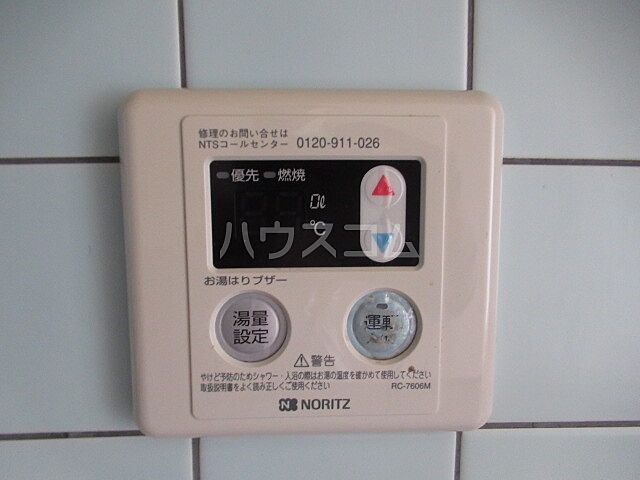 修理のお問い合せは
NTSコールセンター 0120-911-026
優先 燃焼
0ℓ
℃
ハウスコム
お湯はりブザー
湯量
設定
運転
警告
やけど予防のためシャワー・入浴の際はお湯の温度を確かめて使用してください
取扱説明書をよく読み正しくご使用ください
RC-7606M
NORITZ